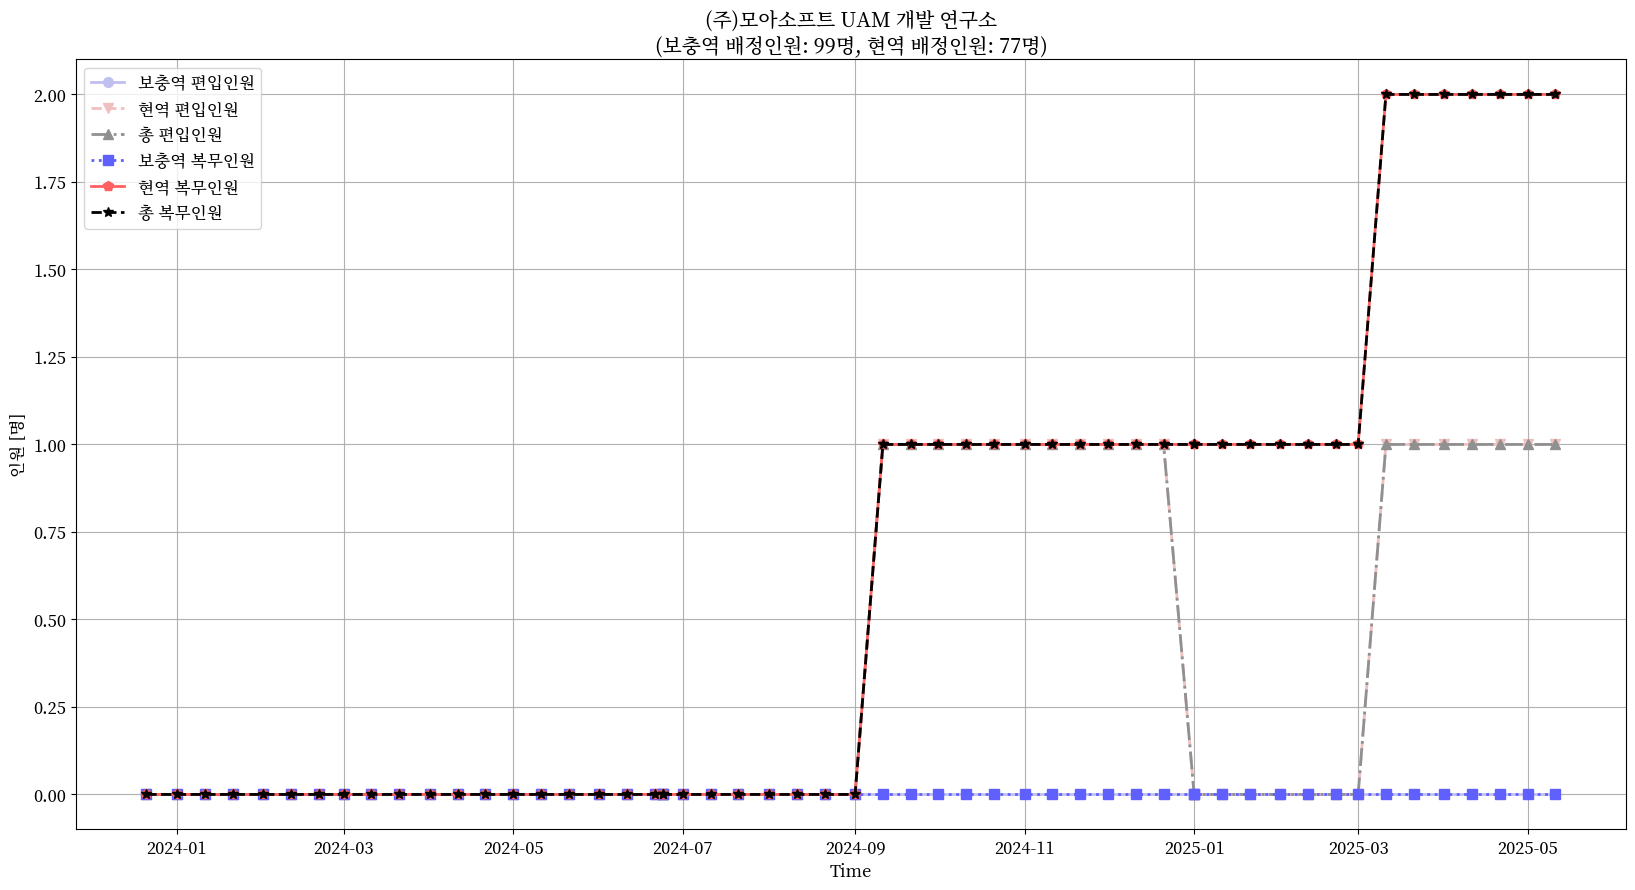 (주)모아소프트 UAM 개발 연구소
(보충역 배정인원: 99명, 현역 배정인원: 77명)
보충역 편입인원
현역 편입인원
총 편입인원
보충역 복무인원
현역 복무인원
총 복무인원
인원 [명]
2.00
1.75
1.50
1.25
1.00
0.75
0.50
0.25
0.00
2024-01 2024-03 2024-05 2024-07 2024-09 2024-11 2025-01 2025-03 2025-05
Time